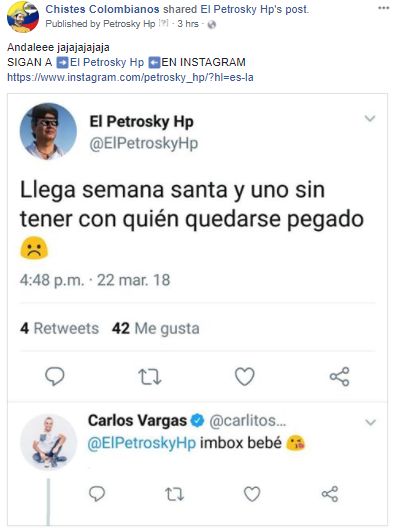 Chistes Colombianos shared El Petrosky Hp's post.
Published by Petrosky Hp [?] · 3 hrs ·
Andaleee jajajajajaja
SIGAN A ➡️El Petrosky Hp ⬅️EN INSTAGRAM
https://www.instagram.com/petrosky_hp/?hl=es-la
El Petrosky Hp
@ElPetroskyHp
Llega semana santa y uno sin
tener con quién quedarse pegado
☹️
4:48 p.m. · 22 mar. 18
4 Retweets 42 Me gusta
Carlos Vargas @carlitos...
@ElPetroskyHp imbox bebé 😘